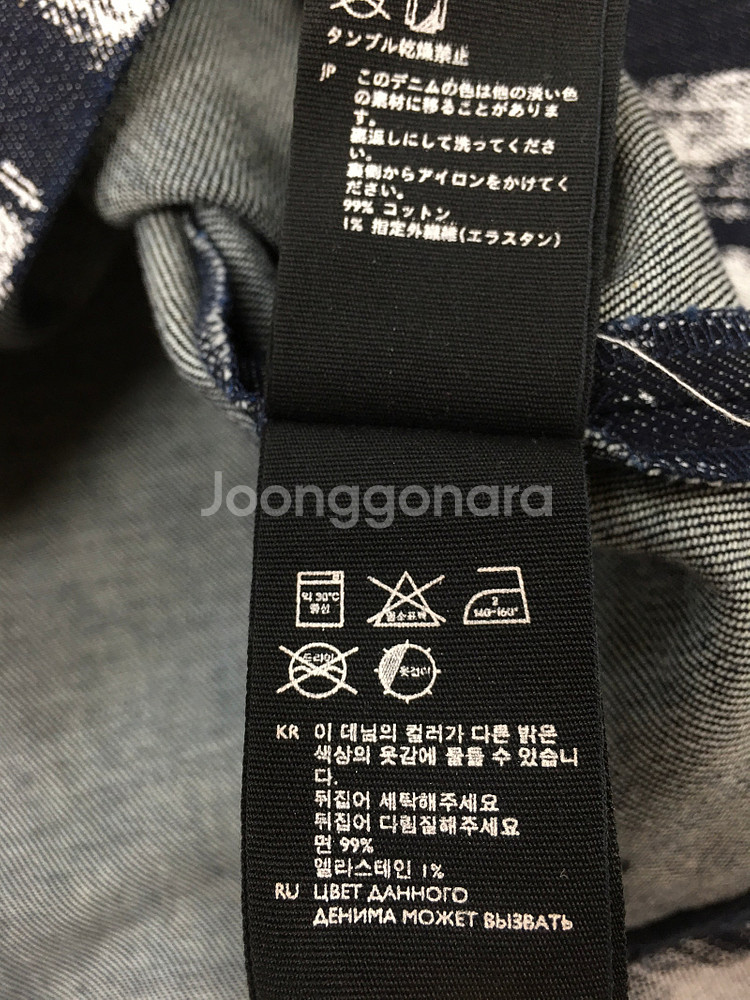 タンブル乾燥禁止
JP このデニムの色は他の淡い色
の素材に移ることがありま
す。
裏返しにして洗ってくださ
い。
裏側からアイロンをかけてく
ださい。
99% コットン
1% 指定外繊維(エラスタン)
Joonggonara
약 30°C
중성
염소표백
2
140-160°
드라이
옷걸이
KR 이 데님의 컬러가 다른 밝은
색상의 옷감에 물들 수 있습니
다.
뒤집어 세탁해주세요
뒤집어 다림질해주세요
면 99%
엘라스테인 1%
RU ЦВЕТ ДАННОГО
ДЕНИМА МОЖЕТ ВЫЗВАТЬ